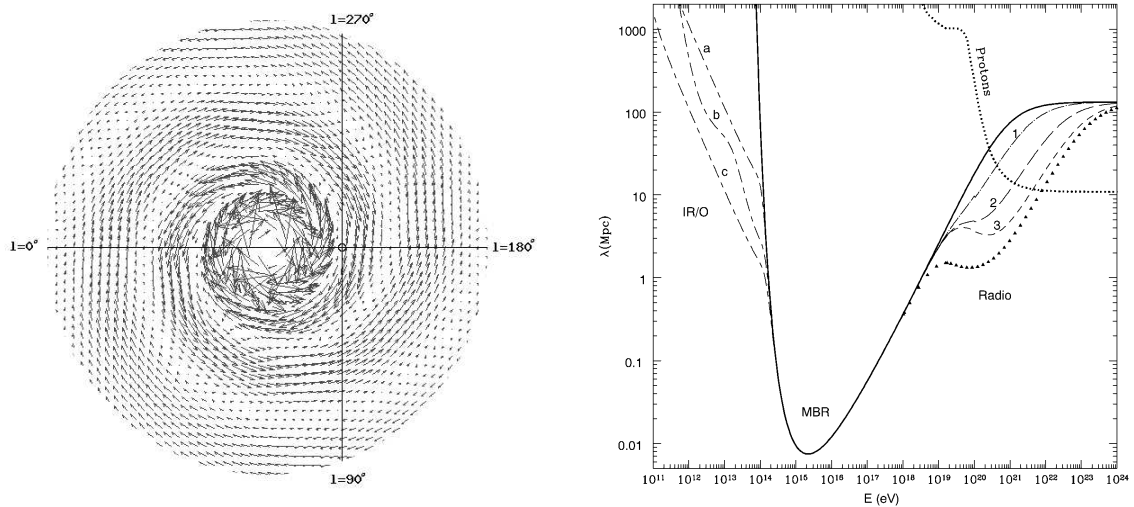 l=270°
l=0°
l=180°
l=90°
1000
100
10
1
0.1
0.01
λ(Mpc)
a
b
c
IR/O
MBR
Protons
1
2
3
Radio
10¹¹ 10¹² 10¹³ 10¹⁴ 10¹⁵ 10¹⁶ 10¹⁷ 10¹⁸ 10¹⁹ 10²⁰ 10²¹ 10²² 10²³ 10²⁴
E (eV)